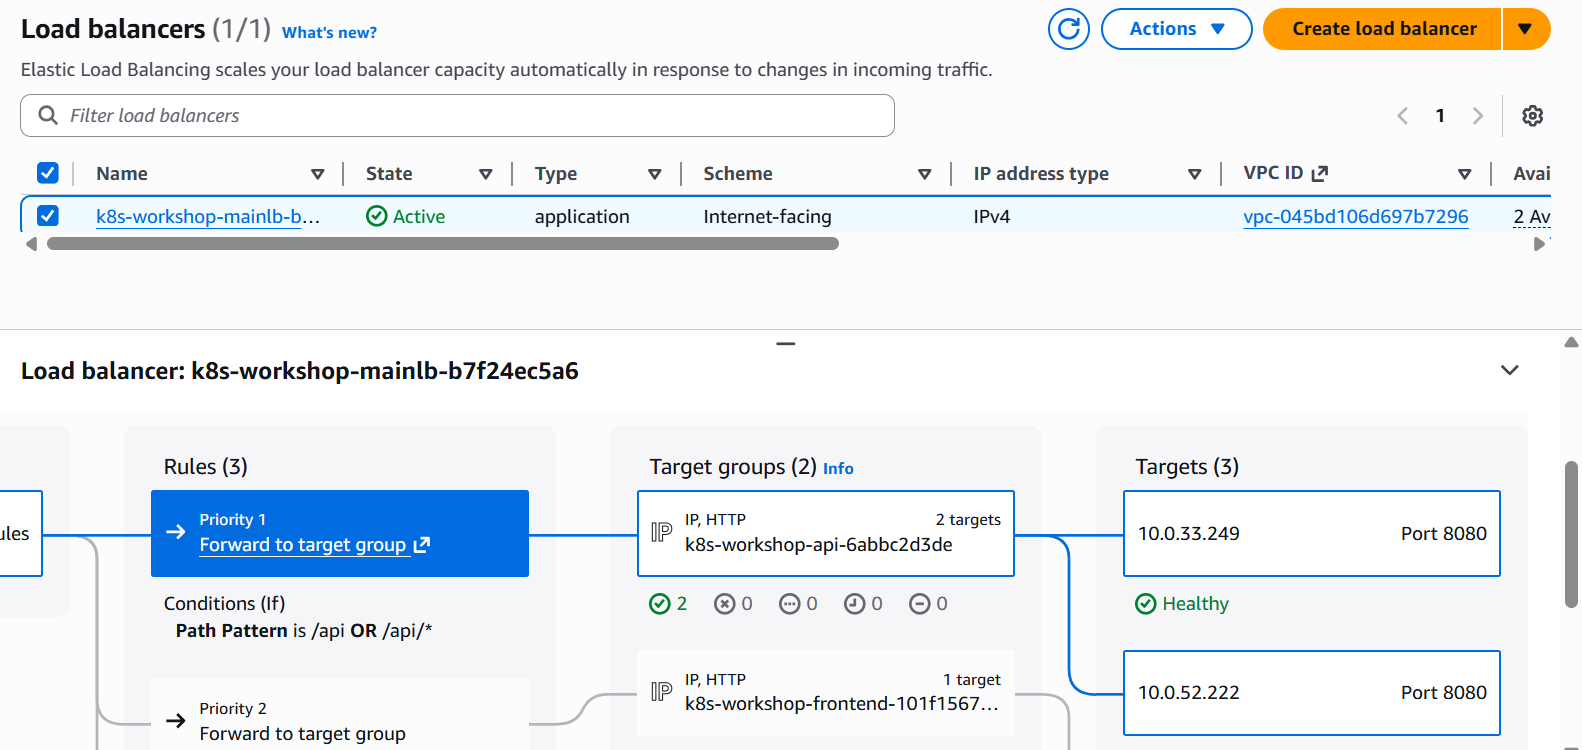 Load balancers (1/1) What's new?
Actions
Create load balancer
Elastic Load Balancing scales your load balancer capacity automatically in response to changes in incoming traffic.
Filter load balancers
1
Name State Type Scheme IP address type VPC ID Avai
k8s-workshop-mainlb-b... Active application Internet-facing IPv4 vpc-045bd106d697b7296 2 Av
Load balancer: k8s-workshop-mainlb-b7f24ec5a6
ules
Rules (3)
Priority 1
Forward to target group
Conditions (If)
Path Pattern is /api OR /api/*
Priority 2
Forward to target group
Target groups (2) Info
IP IP, HTTP 2 targets
k8s-workshop-api-6abbc2d3de
2 0 0 0 0
IP IP, HTTP 1 target
k8s-workshop-frontend-101f1567...
Targets (3)
10.0.33.249 Port 8080
Healthy
10.0.52.222 Port 8080